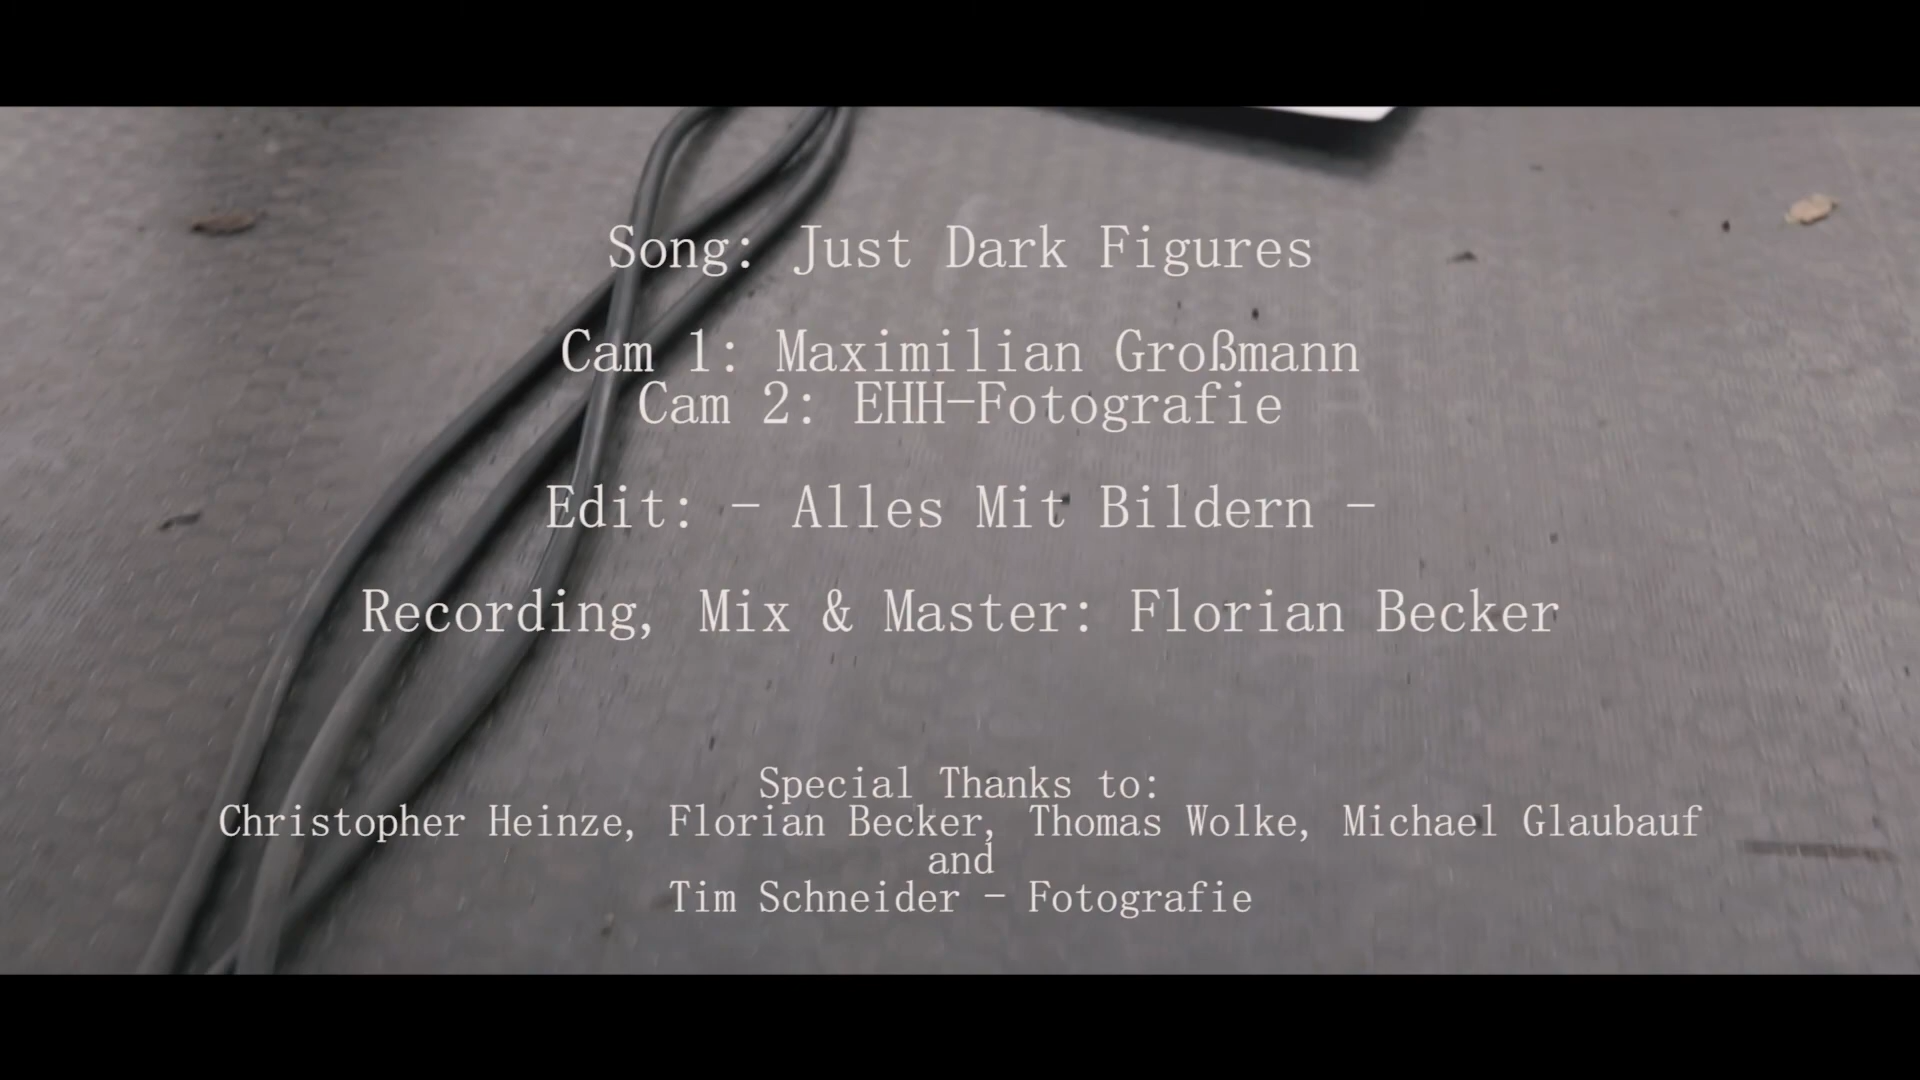 Song: Just Dark Figures
Cam 1: Maximilian Großmann
Cam 2: EHH-Fotografie
Edit: - Alles Mit Bildern -
Recording, Mix & Master: Florian Becker
Special Thanks to:
Christopher Heinze, Florian Becker, Thomas Wolke, Michael Glaubauf
and
Tim Schneider - Fotografie